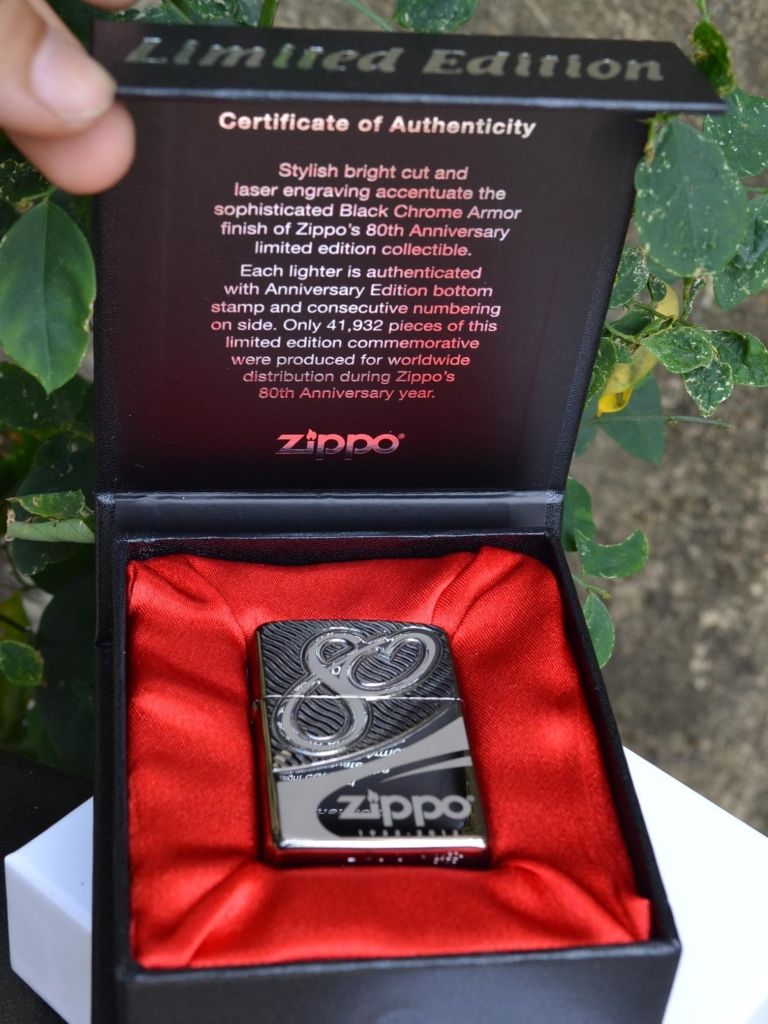 Limited Edition
Certificate of Authenticity
Stylish bright cut and
laser engraving accentuate the
sophisticated Black Chrome Armor
finish of Zippo's 80th Anniversary
limited edition collectible.
Each lighter is authenticated
with Anniversary Edition bottom
stamp and consecutive numbering
on side. Only 41,932 pieces of this
limited edition commemorative
were produced for worldwide
distribution during Zippo's
80th Anniversary year.
zippo®
80
zippo
1932-2012